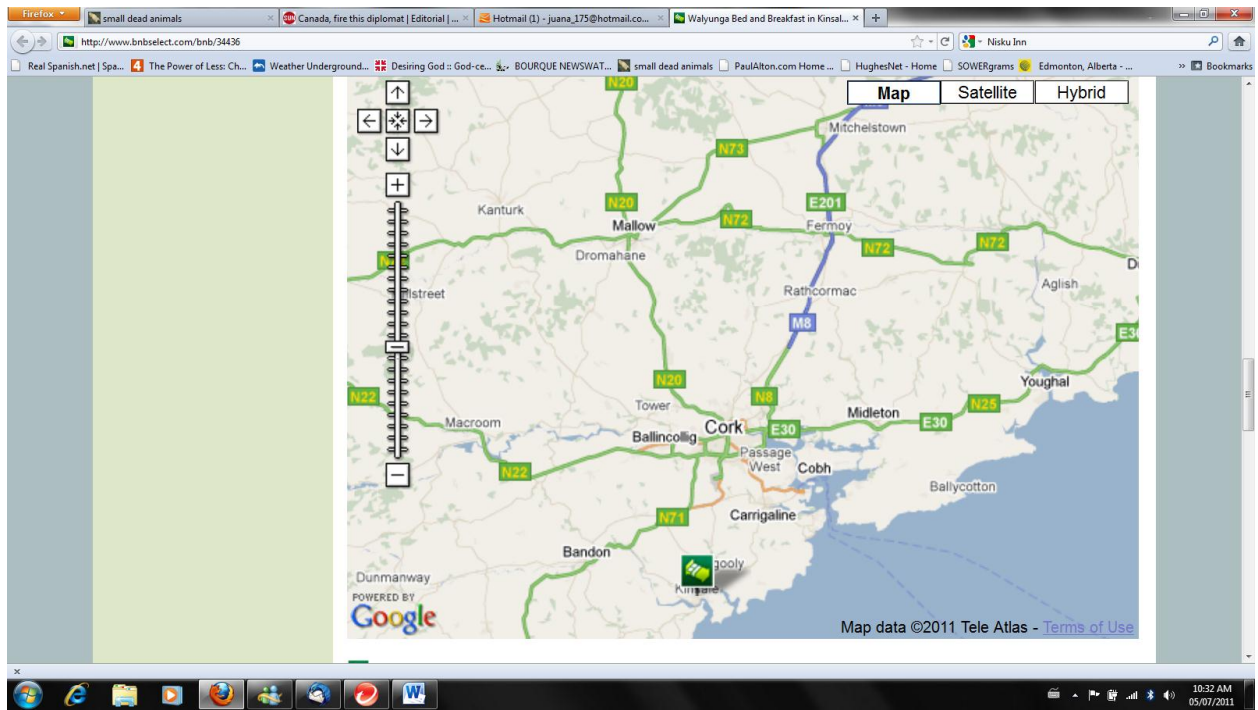 Firefox
small dead animals
Canada, fire this diplomat | Editorial | ...
Hotmail (1) - juana_175@hotmail.co...
Walyunga Bed and Breakfast in Kinsal...
http://www.bnbselect.com/bnb/34436
Nisku Inn
Real Spanish.net | Spa... The Power of Less: Ch... Weather Underground... Desiring God :: God-ce... BOURQUE NEWSWAT... small dead animals PaulAlton.com Home ... HughesNet - Home SOWERgrams Edmonton, Alberta - ... » Bookmarks
Map Satellite Hybrid
N20
Mitchelstown
N73
Kanturk
N20
E201
Mallow
N72
Fermoy
N72
N72
Dromahane
Rathcormac
Aglish
M8
N20
Youghal
N22
Tower
N8
N25
Macroom
Cork
E30
Midleton
E30
Ballincollig
Passage
West
Cobh
N22
Ballycotton
N71
Carrigaline
Bandon
Dunmanway
Kinsale
POWERED BY
Google
Map data ©2011 Tele Atlas - Terms of Use
10:32 AM
05/07/2011